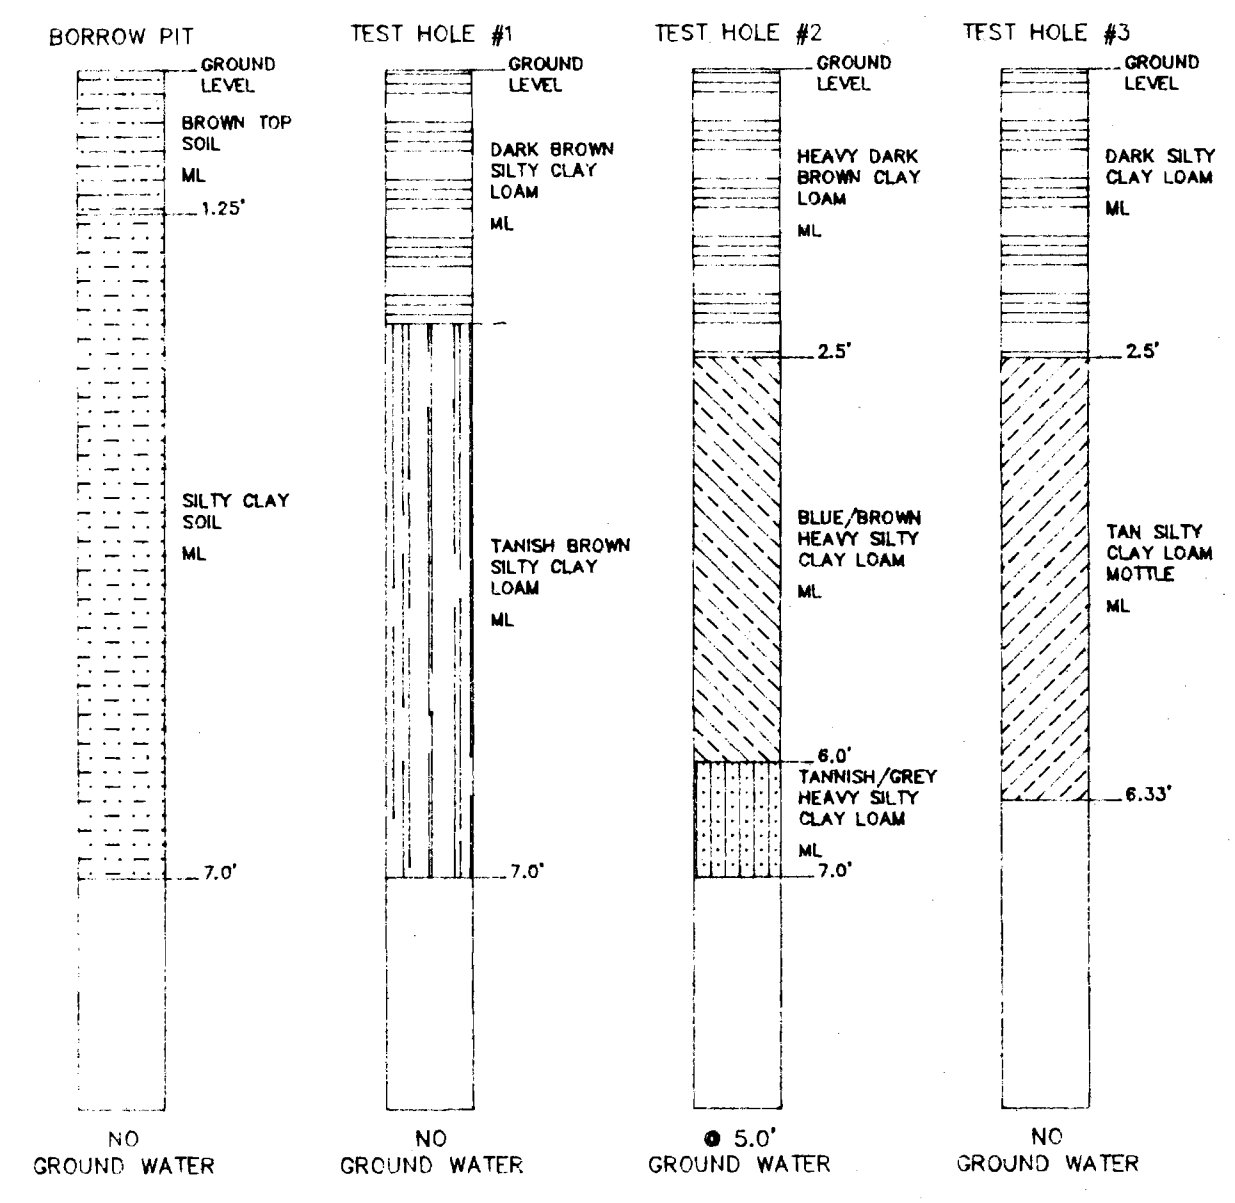 BORROW PIT
GROUND
LEVEL
BROWN TOP
SOIL
ML
1.25'
SILTY CLAY
SOIL
ML
7.0'
NO
GROUND WATER
TEST HOLE #1
GROUND
LEVEL
DARK BROWN
SILTY CLAY
LOAM
ML
TANISH BROWN
SILTY CLAY
LOAM
ML
7.0'
NO
GROUND WATER
TEST HOLE #2
GROUND
LEVEL
HEAVY DARK
BROWN CLAY
LOAM
ML
2.5'
BLUE/BROWN
HEAVY SILTY
CLAY LOAM
ML
6.0'
TANNISH/GREY
HEAVY SILTY
CLAY LOAM
ML
7.0'
@ 5.0'
GROUND WATER
TEST HOLE #3
GROUND
LEVEL
DARK SILTY
CLAY LOAM
ML
2.5'
TAN SILTY
CLAY LOAM
MOTTLE
ML
6.33'
NO
GROUND WATER